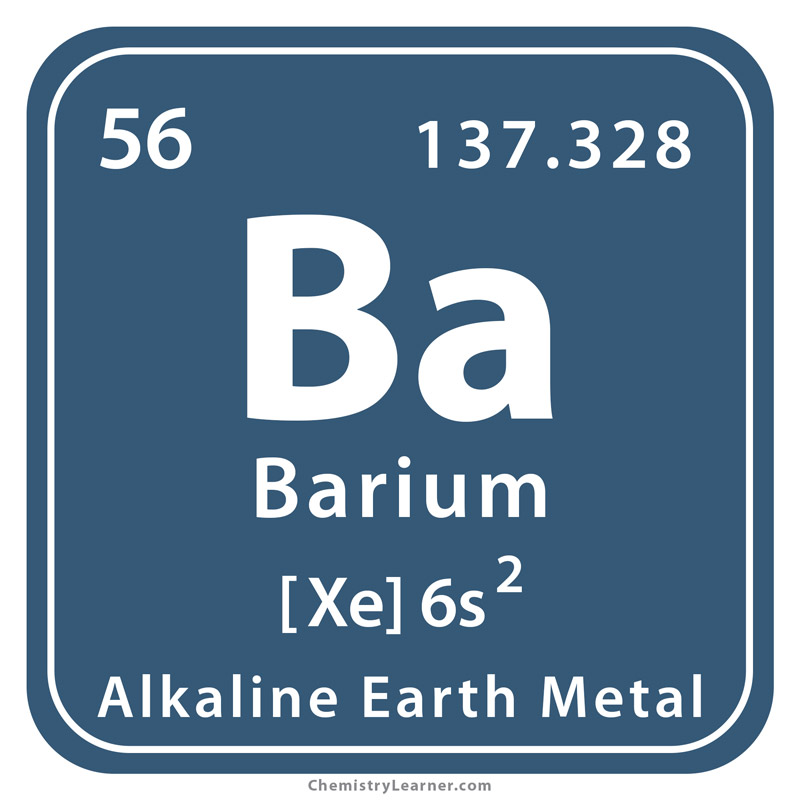 56 137.328
Ba
Barium
[Xe] 6s²
Alkaline Earth Metal
ChemistryLearner.com